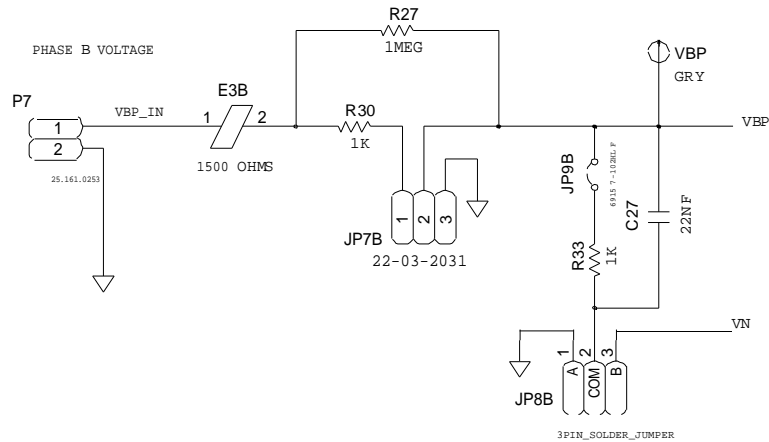 R27
1MEG
PHASE B VOLTAGE
VBP
GRY
P7
E3B
VBP_IN
1
2
R30
1K
VBP
1
2
25.161.0253
1500 OHMS
JP9B
C27
22NF
1
2
3
JP7B
22-03-2031
R33
1K
VN
1
2
3
A
COM
B
JP8B
3PIN_SOLDER_JUMPER